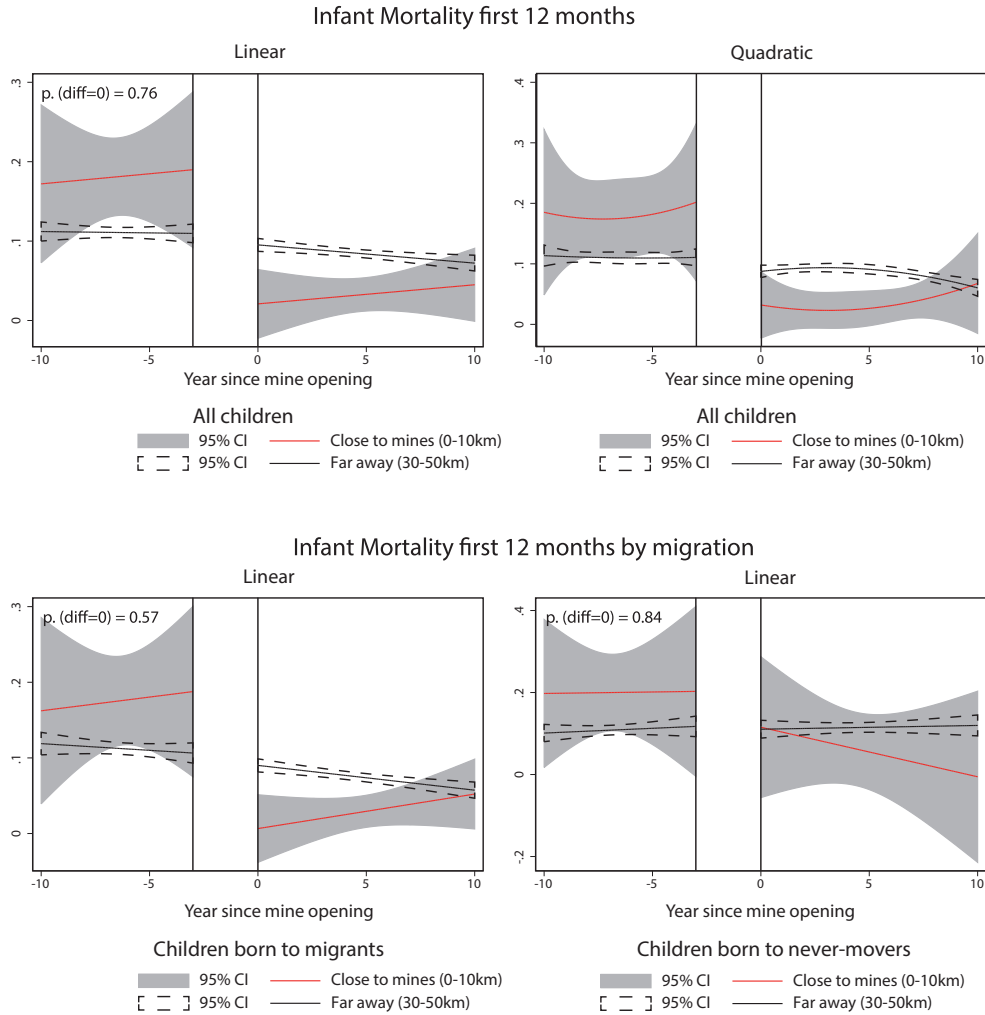 Infant Mortality first 12 months
Linear
Quadratic
p. (diff=0) = 0.76
.3
.2
.1
0
-10
-5
0
5
10
Year since mine opening
.4
.3
.2
.1
0
-10
-5
0
5
10
Year since mine opening
All children
95% CI
Close to mines (0-10km)
95% CI
Far away (30-50km)
All children
95% CI
Close to mines (0-10km)
95% CI
Far away (30-50km)
Infant Mortality first 12 months by migration
Linear
Linear
p. (diff=0) = 0.57
.3
.2
.1
0
-10
-5
0
5
10
Year since mine opening
p. (diff=0) = 0.84
.4
.2
0
-.2
-10
-5
0
5
10
Year since mine opening
Children born to migrants
95% CI
Close to mines (0-10km)
95% CI
Far away (30-50km)
Children born to never-movers
95% CI
Close to mines (0-10km)
95% CI
Far away (30-50km)